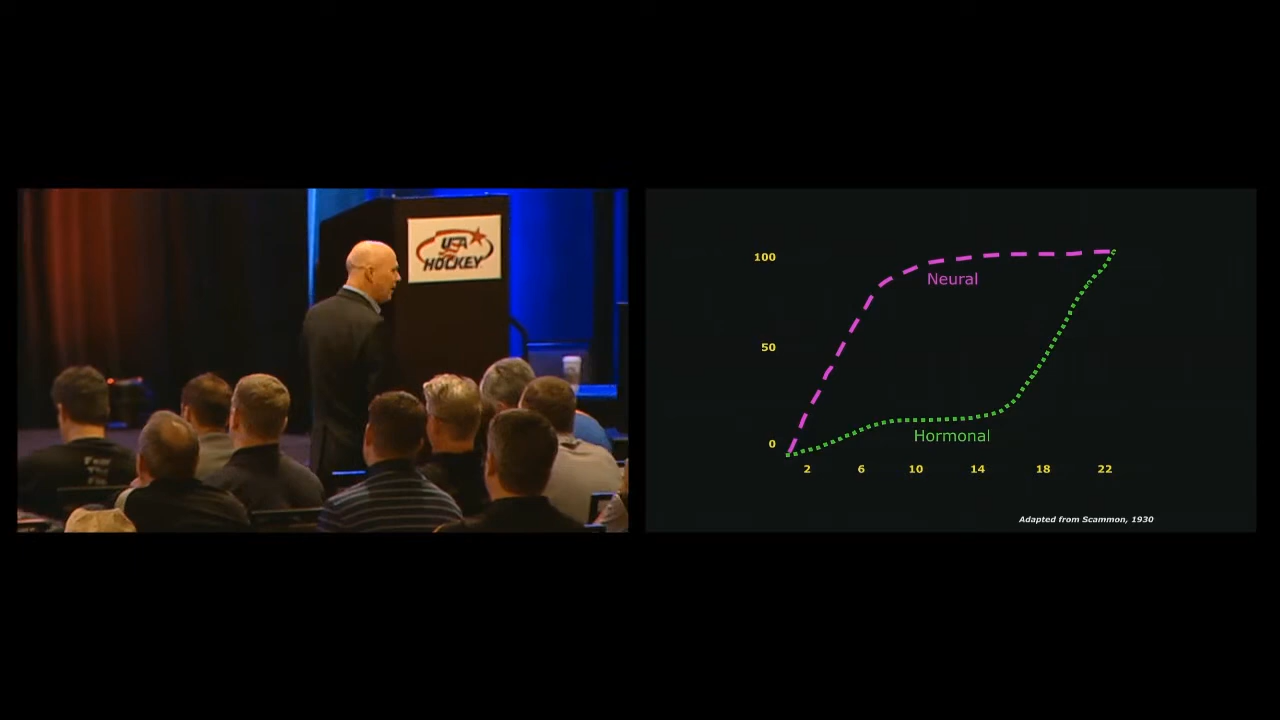 USA
HOCKEY
100
Neural
50
0
Hormonal
2 6 10 14 18 22
Adapted from Scammon, 1930